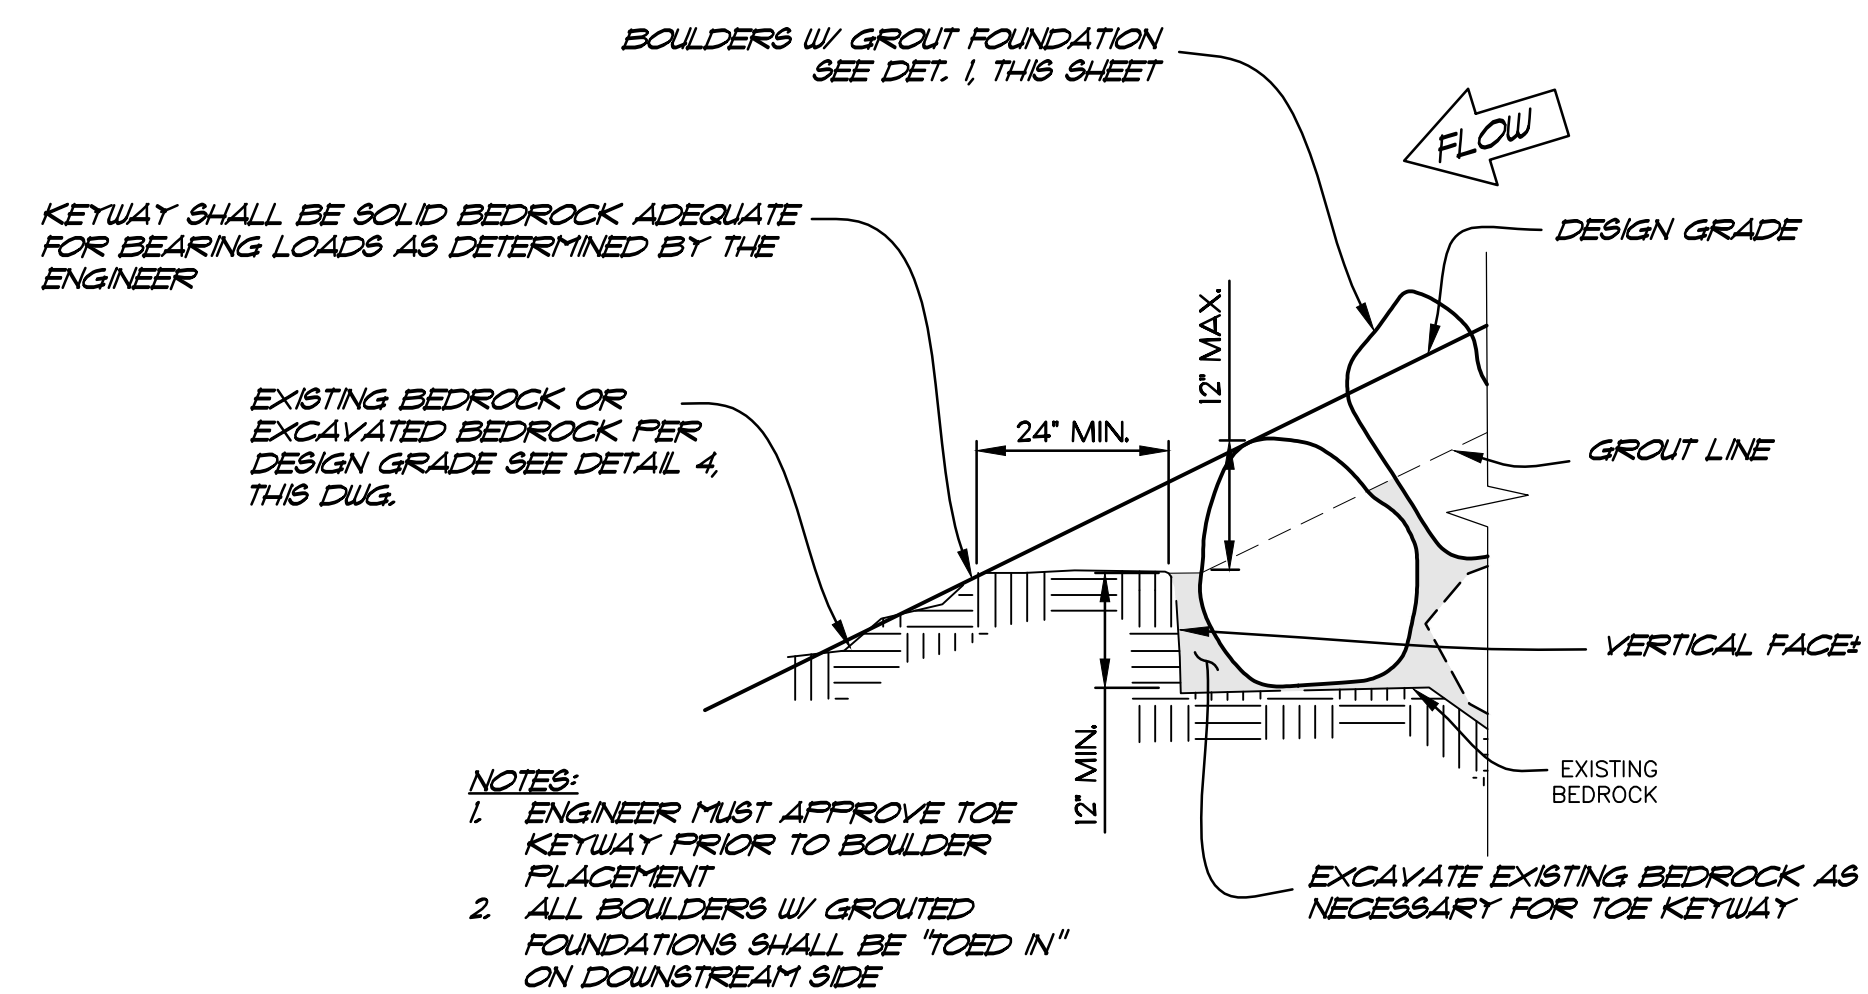 BOULDERS W/ GROUT FOUNDATION
SEE DET. 1, THIS SHEET
FLOW
KEYWAY SHALL BE SOLID BEDROCK ADEQUATE
FOR BEARING LOADS AS DETERMINED BY THE
ENGINEER
DESIGN GRADE
12" MAX.
EXISTING BEDROCK OR
EXCAVATED BEDROCK PER
DESIGN GRADE SEE DETAIL 4,
THIS DWG.
24" MIN.
GROUT LINE
VERTICAL FACE±
12" MIN.
EXISTING
BEDROCK
NOTES:
1. ENGINEER MUST APPROVE TOE
KEYWAY PRIOR TO BOULDER
PLACEMENT
2. ALL BOULDERS W/ GROUTED
FOUNDATIONS SHALL BE "TOED IN"
ON DOWNSTREAM SIDE
EXCAVATE EXISTING BEDROCK AS
NECESSARY FOR TOE KEYWAY